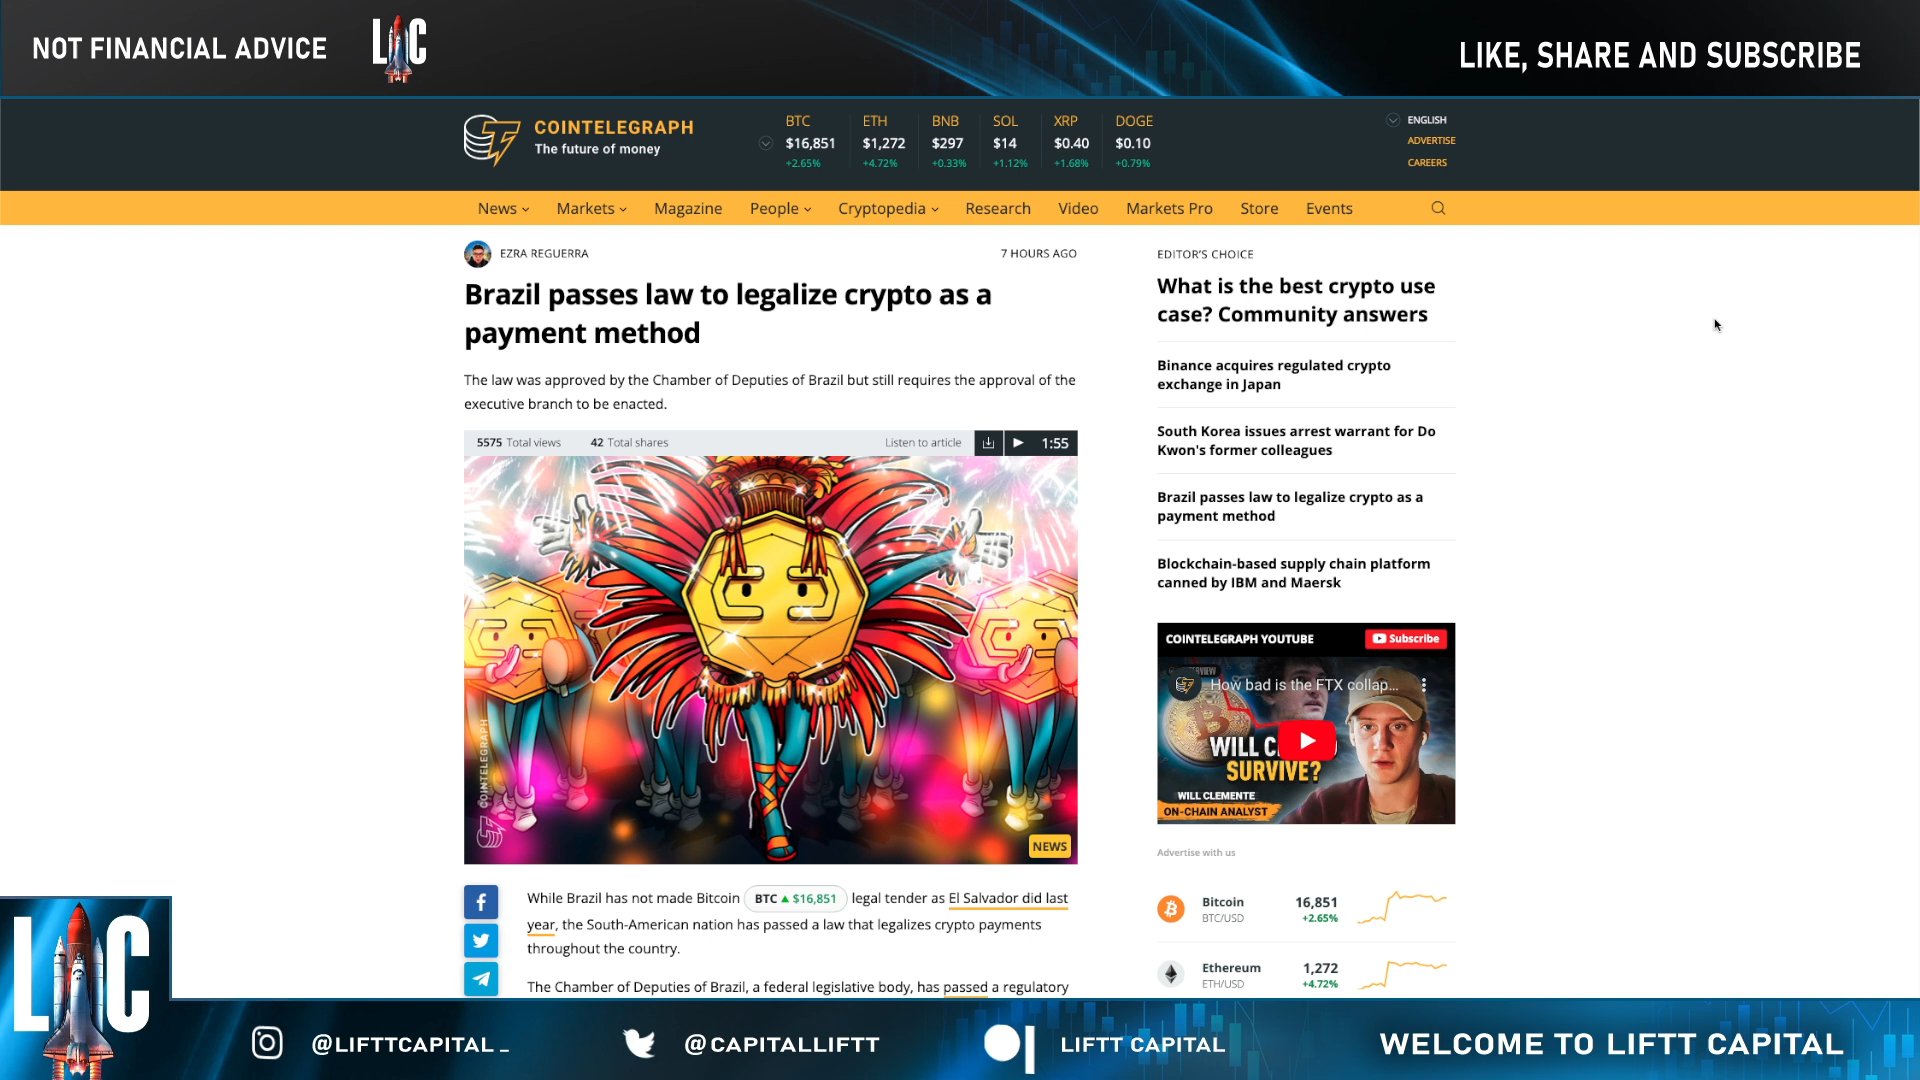 NOT FINANCIAL ADVICE
LC
LIKE, SHARE AND SUBSCRIBE
COINTELEGRAPH
The future of money
BTC ETH BNB SOL XRP DOGE
$16,851 $1,272 $297 $14 $0.40 $0.10
+2.65% +4.72% +0.33% +1.12% +1.68% +0.79%
ENGLISH
ADVERTISE
CAREERS
News Markets Magazine People Cryptopedia Research Video Markets Pro Store Events
EZRA REGUERRA
7 HOURS AGO
Brazil passes law to legalize crypto as a
payment method
The law was approved by the Chamber of Deputies of Brazil but still requires the approval of the
executive branch to be enacted.
5575 Total views 42 Total shares Listen to article 1:55
COINTELEGRAPH
NEWS
While Brazil has not made Bitcoin BTC ▲ $16,851 legal tender as El Salvador did last
year, the South-American nation has passed a law that legalizes crypto payments
throughout the country.
The Chamber of Deputies of Brazil, a federal legislative body, has passed a regulatory
EDITOR'S CHOICE
What is the best crypto use
case? Community answers
Binance acquires regulated crypto
exchange in Japan
South Korea issues arrest warrant for Do
Kwon's former colleagues
Brazil passes law to legalize crypto as a
payment method
Blockchain-based supply chain platform
canned by IBM and Maersk
COINTELEGRAPH YOUTUBE
Subscribe
How bad is the FTX collap...
SURVIVE?
WILL CLEMENTE
ON-CHAIN ANALYST
Advertise with us
Bitcoin 16,851
BTC/USD +2.65%
Ethereum 1,272
ETH/USD +4.72%
LC
@LIFTTCAPITAL_
@CAPITALLIFTT
LIFTT CAPITAL
WELCOME TO LIFTT CAPITAL